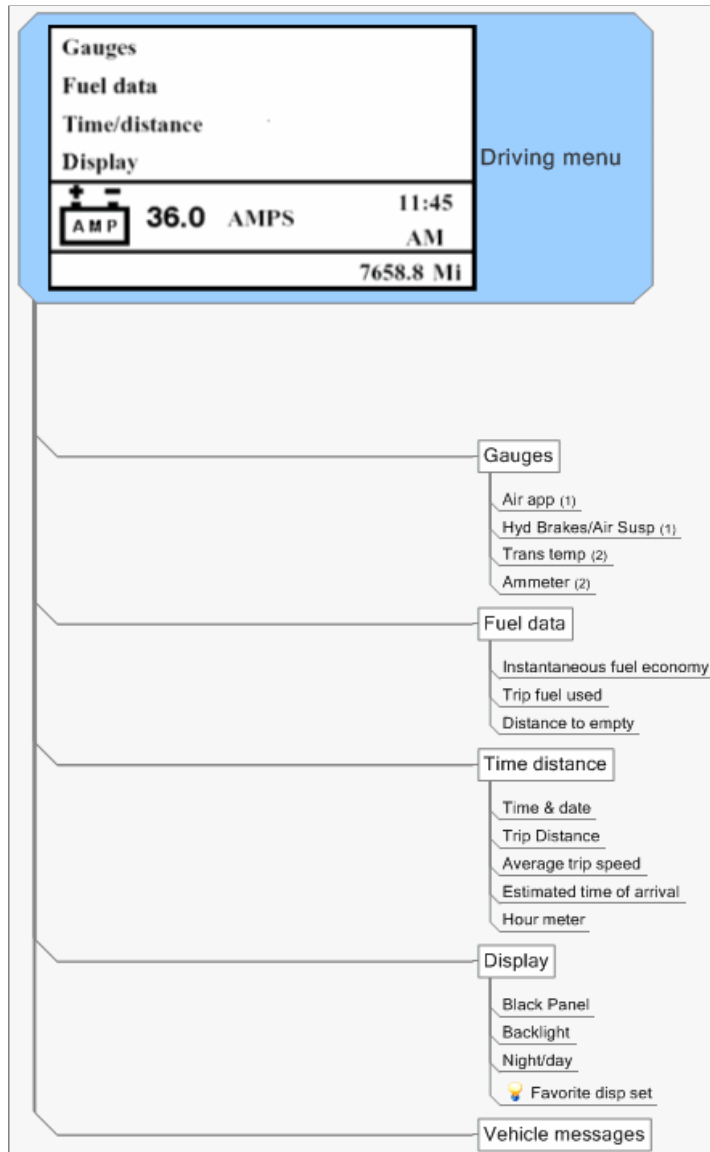 Gauges
Fuel data
Time/distance
Display
Driving menu
+ -
AMP 36.0 AMPS 11:45
AM
7658.8 Mi
Gauges
Air app (1)
Hyd Brakes/Air Susp (1)
Trans temp (2)
Ammeter (2)
Fuel data
Instantaneous fuel economy
Trip fuel used
Distance to empty
Time distance
Time & date
Trip Distance
Average trip speed
Estimated time of arrival
Hour meter
Display
Black Panel
Backlight
Night/day
Favorite disp set
Vehicle messages